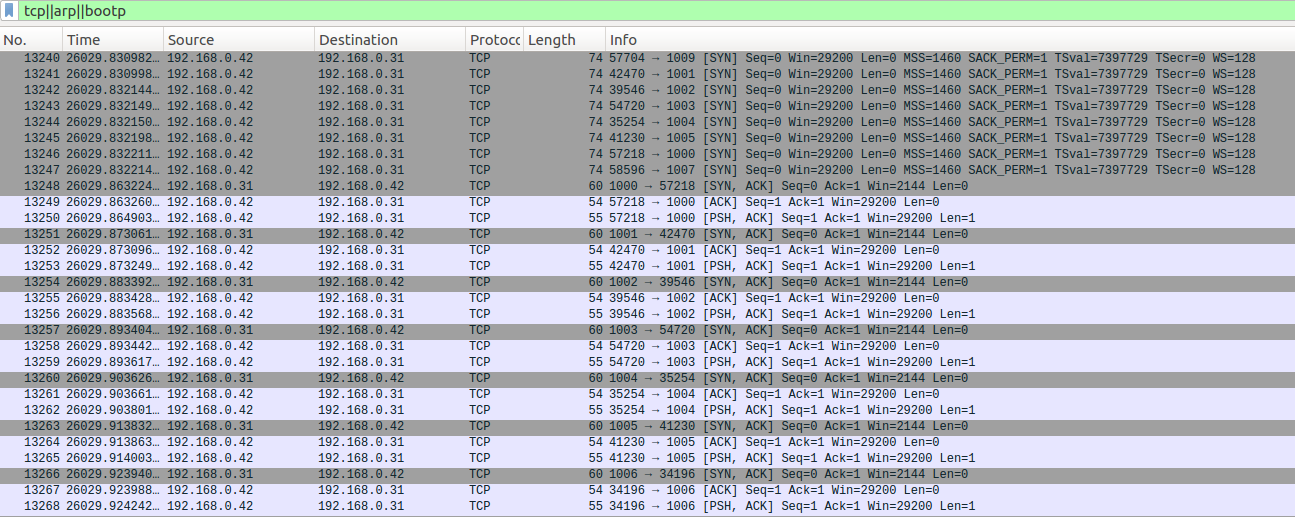 tcp||arp||bootp
No. Time Source Destination Protocc Length Info
13240 26029.830982… 192.168.0.42 192.168.0.31 TCP 74 57704 → 1009 [SYN] Seq=0 Win=29200 Len=0 MSS=1460 SACK_PERM=1 TSval=7397729 TSecr=0 WS=128
13241 26029.830998… 192.168.0.42 192.168.0.31 TCP 74 42470 → 1001 [SYN] Seq=0 Win=29200 Len=0 MSS=1460 SACK_PERM=1 TSval=7397729 TSecr=0 WS=128
13242 26029.832144… 192.168.0.42 192.168.0.31 TCP 74 39546 → 1002 [SYN] Seq=0 Win=29200 Len=0 MSS=1460 SACK_PERM=1 TSval=7397729 TSecr=0 WS=128
13243 26029.832149… 192.168.0.42 192.168.0.31 TCP 74 54720 → 1003 [SYN] Seq=0 Win=29200 Len=0 MSS=1460 SACK_PERM=1 TSval=7397729 TSecr=0 WS=128
13244 26029.832150… 192.168.0.42 192.168.0.31 TCP 74 35254 → 1004 [SYN] Seq=0 Win=29200 Len=0 MSS=1460 SACK_PERM=1 TSval=7397729 TSecr=0 WS=128
13245 26029.832198… 192.168.0.42 192.168.0.31 TCP 74 41230 → 1005 [SYN] Seq=0 Win=29200 Len=0 MSS=1460 SACK_PERM=1 TSval=7397729 TSecr=0 WS=128
13246 26029.832211… 192.168.0.42 192.168.0.31 TCP 74 57218 → 1000 [SYN] Seq=0 Win=29200 Len=0 MSS=1460 SACK_PERM=1 TSval=7397729 TSecr=0 WS=128
13247 26029.832214… 192.168.0.42 192.168.0.31 TCP 74 58596 → 1007 [SYN] Seq=0 Win=29200 Len=0 MSS=1460 SACK_PERM=1 TSval=7397729 TSecr=0 WS=128
13248 26029.863224… 192.168.0.31 192.168.0.42 TCP 60 1000 → 57218 [SYN, ACK] Seq=0 Ack=1 Win=2144 Len=0
13249 26029.863260… 192.168.0.42 192.168.0.31 TCP 54 57218 → 1000 [ACK] Seq=1 Ack=1 Win=29200 Len=0
13250 26029.864903… 192.168.0.42 192.168.0.31 TCP 55 57218 → 1000 [PSH, ACK] Seq=1 Ack=1 Win=29200 Len=1
13251 26029.873061… 192.168.0.31 192.168.0.42 TCP 60 1001 → 42470 [SYN, ACK] Seq=0 Ack=1 Win=2144 Len=0
13252 26029.873096… 192.168.0.42 192.168.0.31 TCP 54 42470 → 1001 [ACK] Seq=1 Ack=1 Win=29200 Len=0
13253 26029.873249… 192.168.0.42 192.168.0.31 TCP 55 42470 → 1001 [PSH, ACK] Seq=1 Ack=1 Win=29200 Len=1
13254 26029.883392… 192.168.0.31 192.168.0.42 TCP 60 1002 → 39546 [SYN, ACK] Seq=0 Ack=1 Win=2144 Len=0
13255 26029.883428… 192.168.0.42 192.168.0.31 TCP 54 39546 → 1002 [ACK] Seq=1 Ack=1 Win=29200 Len=0
13256 26029.883568… 192.168.0.42 192.168.0.31 TCP 55 39546 → 1002 [PSH, ACK] Seq=1 Ack=1 Win=29200 Len=1
13257 26029.893404… 192.168.0.31 192.168.0.42 TCP 60 1003 → 54720 [SYN, ACK] Seq=0 Ack=1 Win=2144 Len=0
13258 26029.893442… 192.168.0.42 192.168.0.31 TCP 54 54720 → 1003 [ACK] Seq=1 Ack=1 Win=29200 Len=0
13259 26029.893617… 192.168.0.42 192.168.0.31 TCP 55 54720 → 1003 [PSH, ACK] Seq=1 Ack=1 Win=29200 Len=1
13260 26029.903626… 192.168.0.31 192.168.0.42 TCP 60 1004 → 35254 [SYN, ACK] Seq=0 Ack=1 Win=2144 Len=0
13261 26029.903661… 192.168.0.42 192.168.0.31 TCP 54 35254 → 1004 [ACK] Seq=1 Ack=1 Win=29200 Len=0
13262 26029.903801… 192.168.0.42 192.168.0.31 TCP 55 35254 → 1004 [PSH, ACK] Seq=1 Ack=1 Win=29200 Len=1
13263 26029.913832… 192.168.0.31 192.168.0.42 TCP 60 1005 → 41230 [SYN, ACK] Seq=0 Ack=1 Win=2144 Len=0
13264 26029.913863… 192.168.0.42 192.168.0.31 TCP 54 41230 → 1005 [ACK] Seq=1 Ack=1 Win=29200 Len=0
13265 26029.914003… 192.168.0.42 192.168.0.31 TCP 55 41230 → 1005 [PSH, ACK] Seq=1 Ack=1 Win=29200 Len=1
13266 26029.923940… 192.168.0.31 192.168.0.42 TCP 60 1006 → 34196 [SYN, ACK] Seq=0 Ack=1 Win=2144 Len=0
13267 26029.923988… 192.168.0.42 192.168.0.31 TCP 54 34196 → 1006 [ACK] Seq=1 Ack=1 Win=29200 Len=0
13268 26029.924242… 192.168.0.42 192.168.0.31 TCP 55 34196 → 1006 [PSH, ACK] Seq=1 Ack=1 Win=29200 Len=1